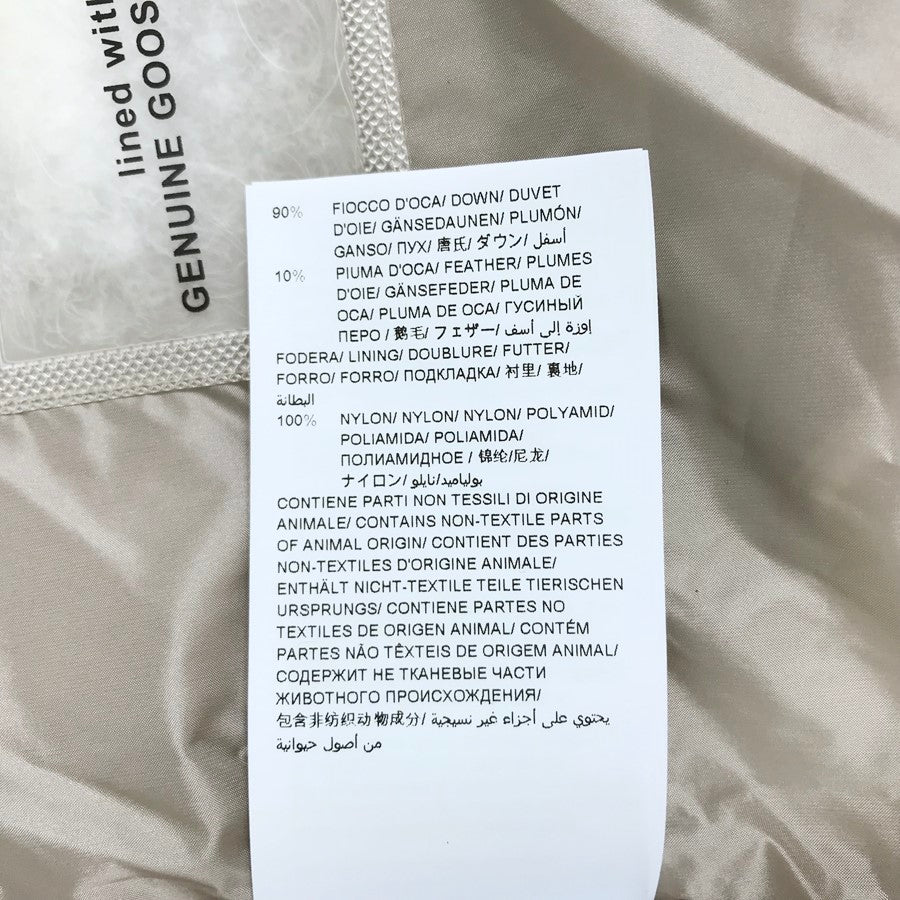 lined with
GENUINE GOOS
90% FIOCCO D'OCA/ DOWN/ DUVET
D'OIE/ GÄNSEDAUNEN/ PLUMÓN/
GANSO/ ПУХ/ 唐氏/ ダウン/ أسفل
10% PIUMA D'OCA/ FEATHER/ PLUMES
D'OIE/ GÄNSEFEDER/ PLUMA DE
OCA/ PLUMA DE OCA/ ГУСИНЫЙ
ПЕРО / 鹅毛/ フェザー/ اوزة إلى أسف
FODERA/ LINING/ DOUBLURE/ FUTTER/
FORRO/ FORRO/ ПОДКЛАДКА/ 衬里/ 裏地/
البطانة
100% NYLON/ NYLON/ NYLON/ POLYAMID/
POLIAMIDA/ POLIAMIDA/
ПОЛИАМИДНОЕ / 锦纶/尼龙/
ナイロン/ بولياميد/نايلو
CONTIENE PARTI NON TESSILI DI ORIGINE
ANIMALE/ CONTAINS NON-TEXTILE PARTS
OF ANIMAL ORIGIN/ CONTIENT DES PARTIES
NON-TEXTILES D'ORIGINE ANIMALE/
ENTHÄLT NICHT-TEXTILE TEILE TIERISCHEN
URSPRUNGS/ CONTIENE PARTES NO
TEXTILES DE ORIGEN ANIMAL/ CONTÉM
PARTES NÃO TÊXTEIS DE ORIGEM ANIMAL/
СОДЕРЖИТ НЕ ТКАНЕВЫЕ ЧАСТИ
ЖИВОТНОГО ПРОИСХОЖДЕНИЯ/
包含非纺织动物成分/ يحتوي على أجزاء غير نسيجية
من أصول حيوانية